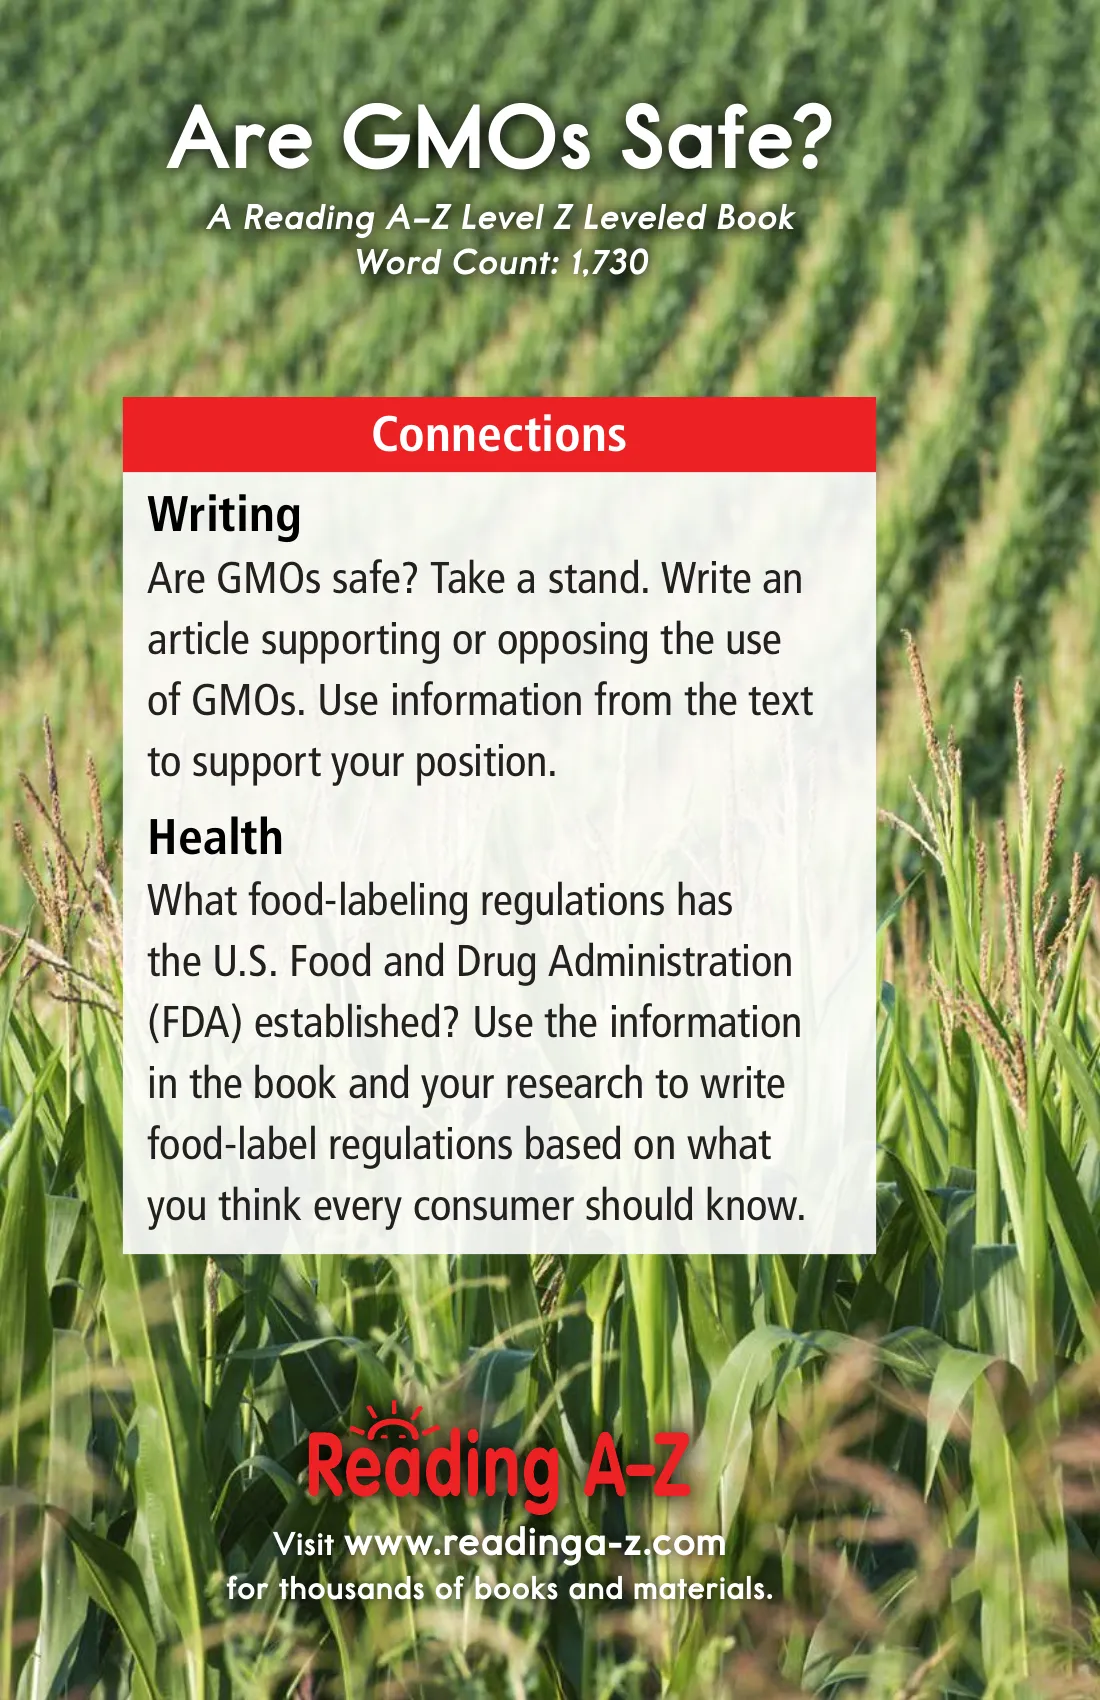 Are GMOs Safe?
A Reading A–Z Level Z Leveled Book
Word Count: 1,730
Connections
Writing
Are GMOs safe? Take a stand. Write an
article supporting or opposing the use
of GMOs. Use information from the text
to support your position.
Health
What food-labeling regulations has
the U.S. Food and Drug Administration
(FDA) established? Use the information
in the book and your research to write
food-label regulations based on what
you think every consumer should know.
Reading A–Z
Visit www.readinga-z.com
for thousands of books and materials.